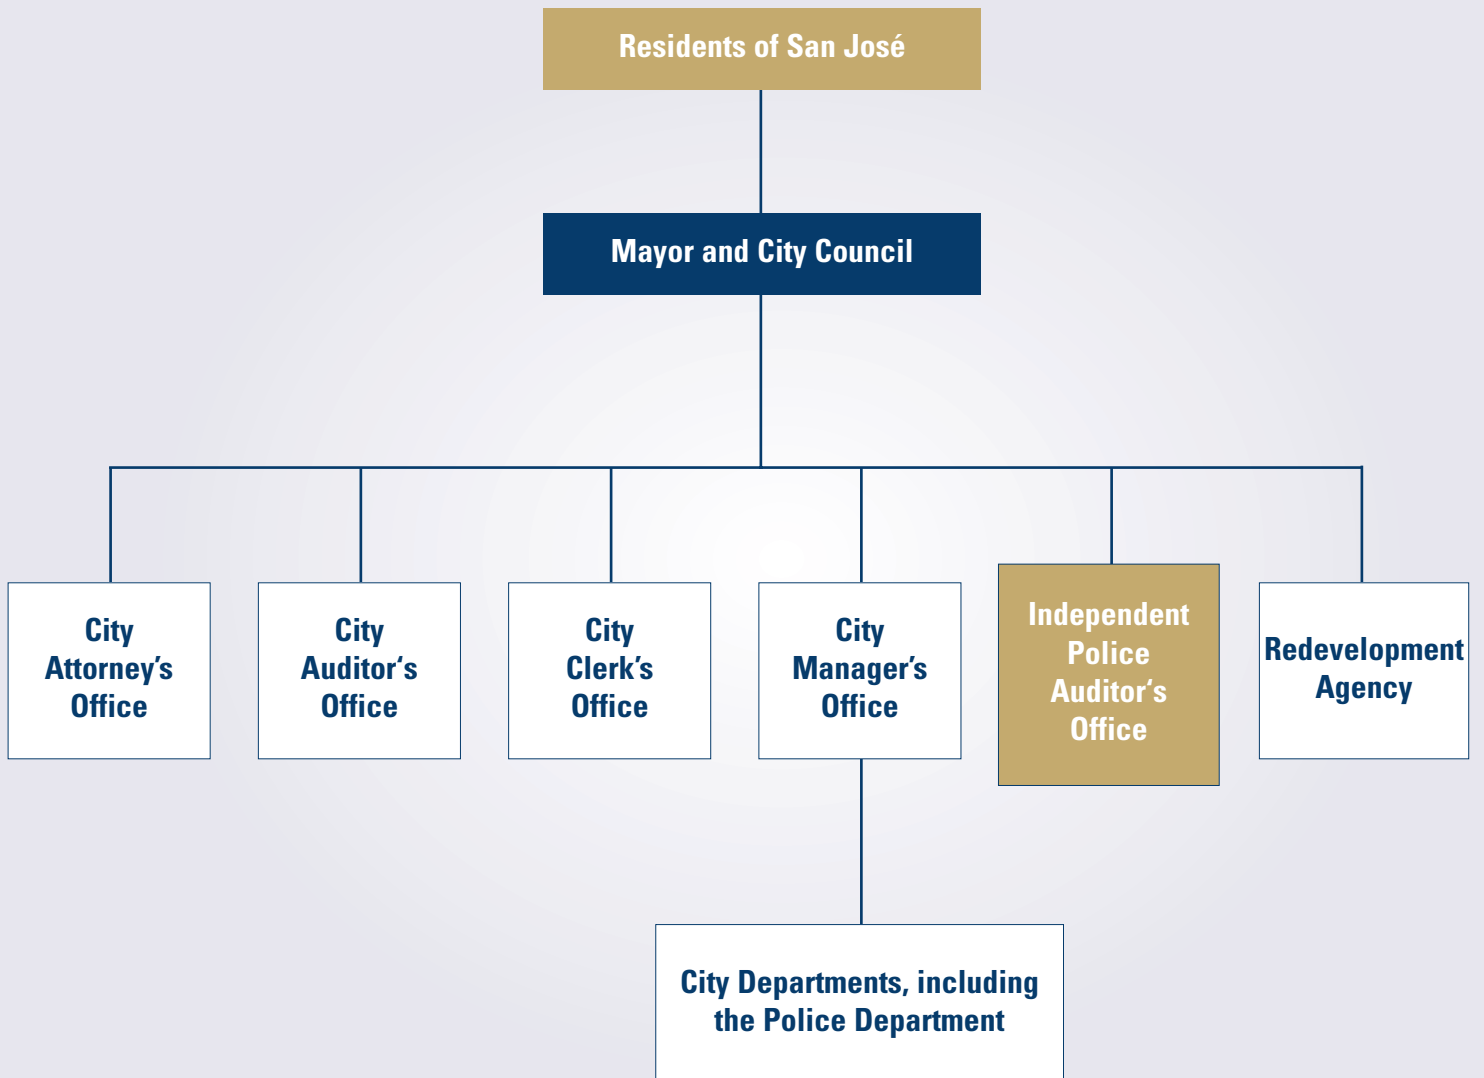 Residents of San José
Mayor and City Council
City
Attorney’s
Office
City
Auditor‘s
Office
City
Clerk’s
Office
City
Manager’s
Office
Independent
Police
Auditor‘s
Office
Redevelopment
Agency
City Departments, including
the Police Department